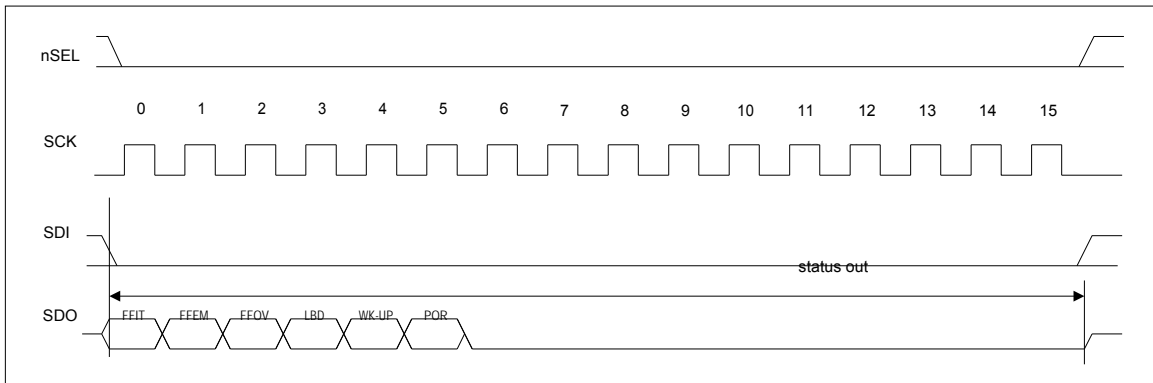 nSEL
0 1 2 3 4 5 6 7 8 9 10 11 12 13 14 15
SCK
SDI
status out
SDO FFIT FFEM FFOV LBD WK-UP POR